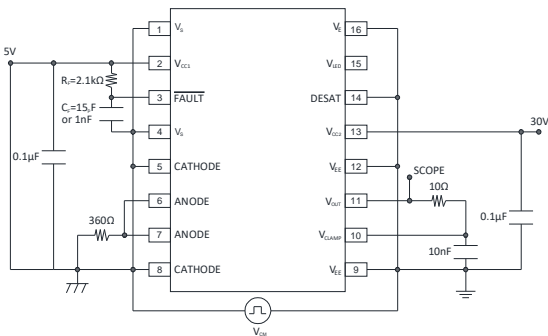 1 V_S V_E 16
5V
2 V_CC1 V_LED 15
R_F=2.1kΩ
3 FAULT DESAT 14
C_F=15_PF
or 1nF
4 V_S V_CC2 13 30V
5 CATHODE V_EE 12
0.1µF
SCOPE
6 ANODE V_OUT 11 10Ω
360Ω
0.1µF
7 ANODE V_CLAMP 10
10nF
8 CATHODE V_EE 9
V_CM